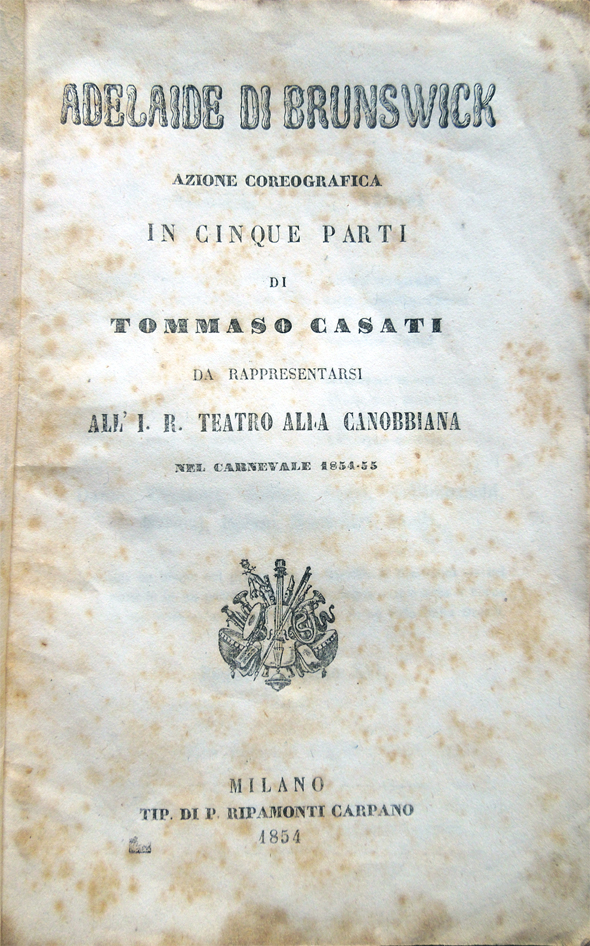 ADELAIDE DI BRUNSWICK
AZIONE COREOGRAFICA
IN CINQUE PARTI
DI
TOMMASO CASATI
DA RAPPRESENTARSI
ALL' I. R. TEATRO ALLA CANOBBIANA
NEL CARNEVALE 1854-55
MILANO
TIP. DI P. RIPAMONTI CARPANO
1854